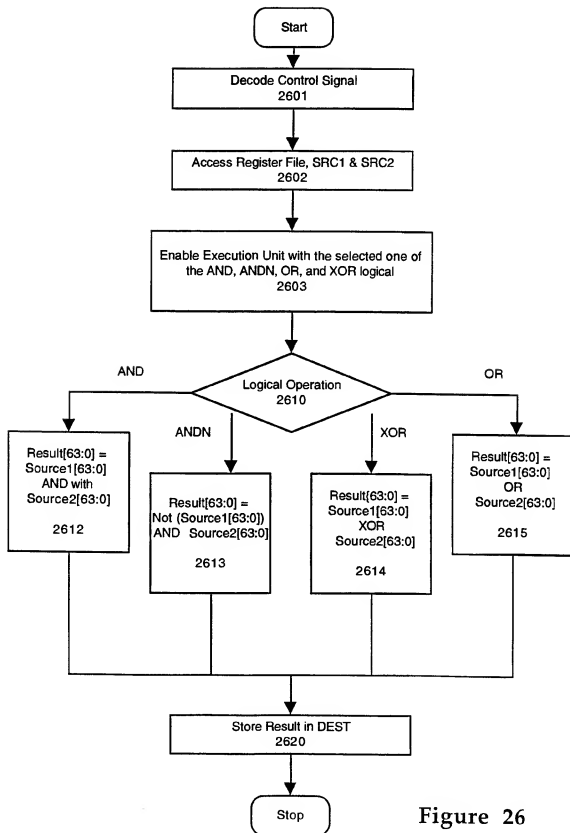 Start
Decode Control Signal
2601
Access Register File, SRC1 & SRC2
2602
Enable Execution Unit with the selected one of
the AND, ANDN, OR, and XOR logical
2603
Logical Operation
2610
AND
ANDN
XOR
OR
Result[63:0] =
Source1[63:0]
AND with
Source2[63:0]
2612
Result[63:0] =
Not (Source1[63:0])
AND Source2[63:0]
2613
Result[63:0] =
Source1[63:0]
XOR
Source2[63:0]
2614
Result[63:0] =
Source1[63:0]
OR
Source2[63:0]
2615
Store Result in DEST
2620
Stop
Figure 26